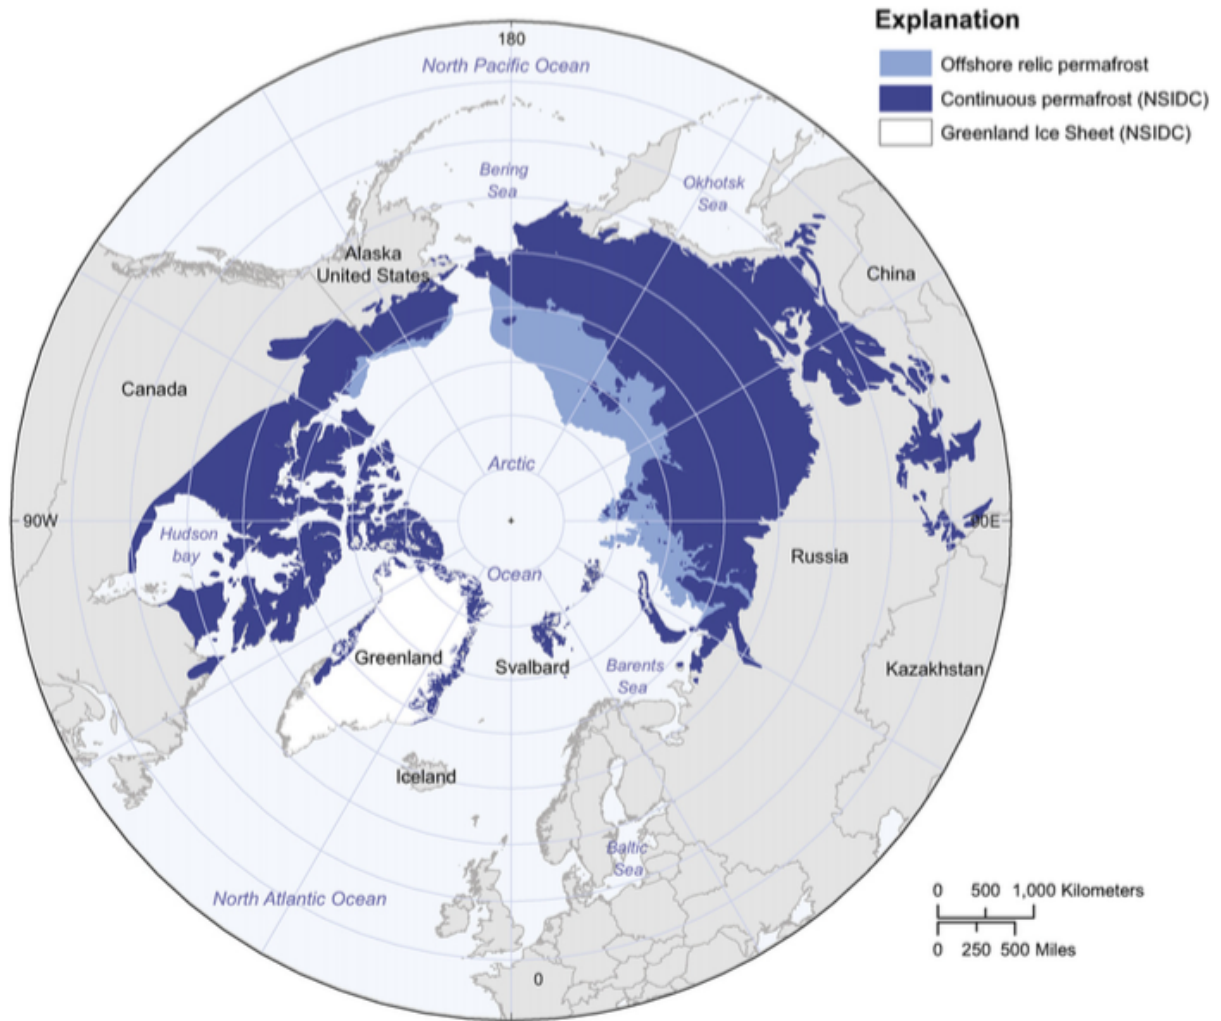 Explanation
Offshore relic permafrost
Continuous permafrost (NSIDC)
Greenland Ice Sheet (NSIDC)
180
North Pacific Ocean
Bering
Sea
Okhotsk
Sea
Alaska
United States
China
Canada
Arctic
90W
Hudson
bay
90E
Russia
Ocean
Greenland
Svalbard
Barents
Sea
Kazakhstan
Iceland
Baltic
Sea
North Atlantic Ocean
0
0 500 1,000 Kilometers
0 250 500 Miles